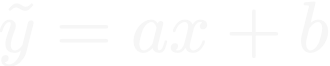 ỹ = ax + b